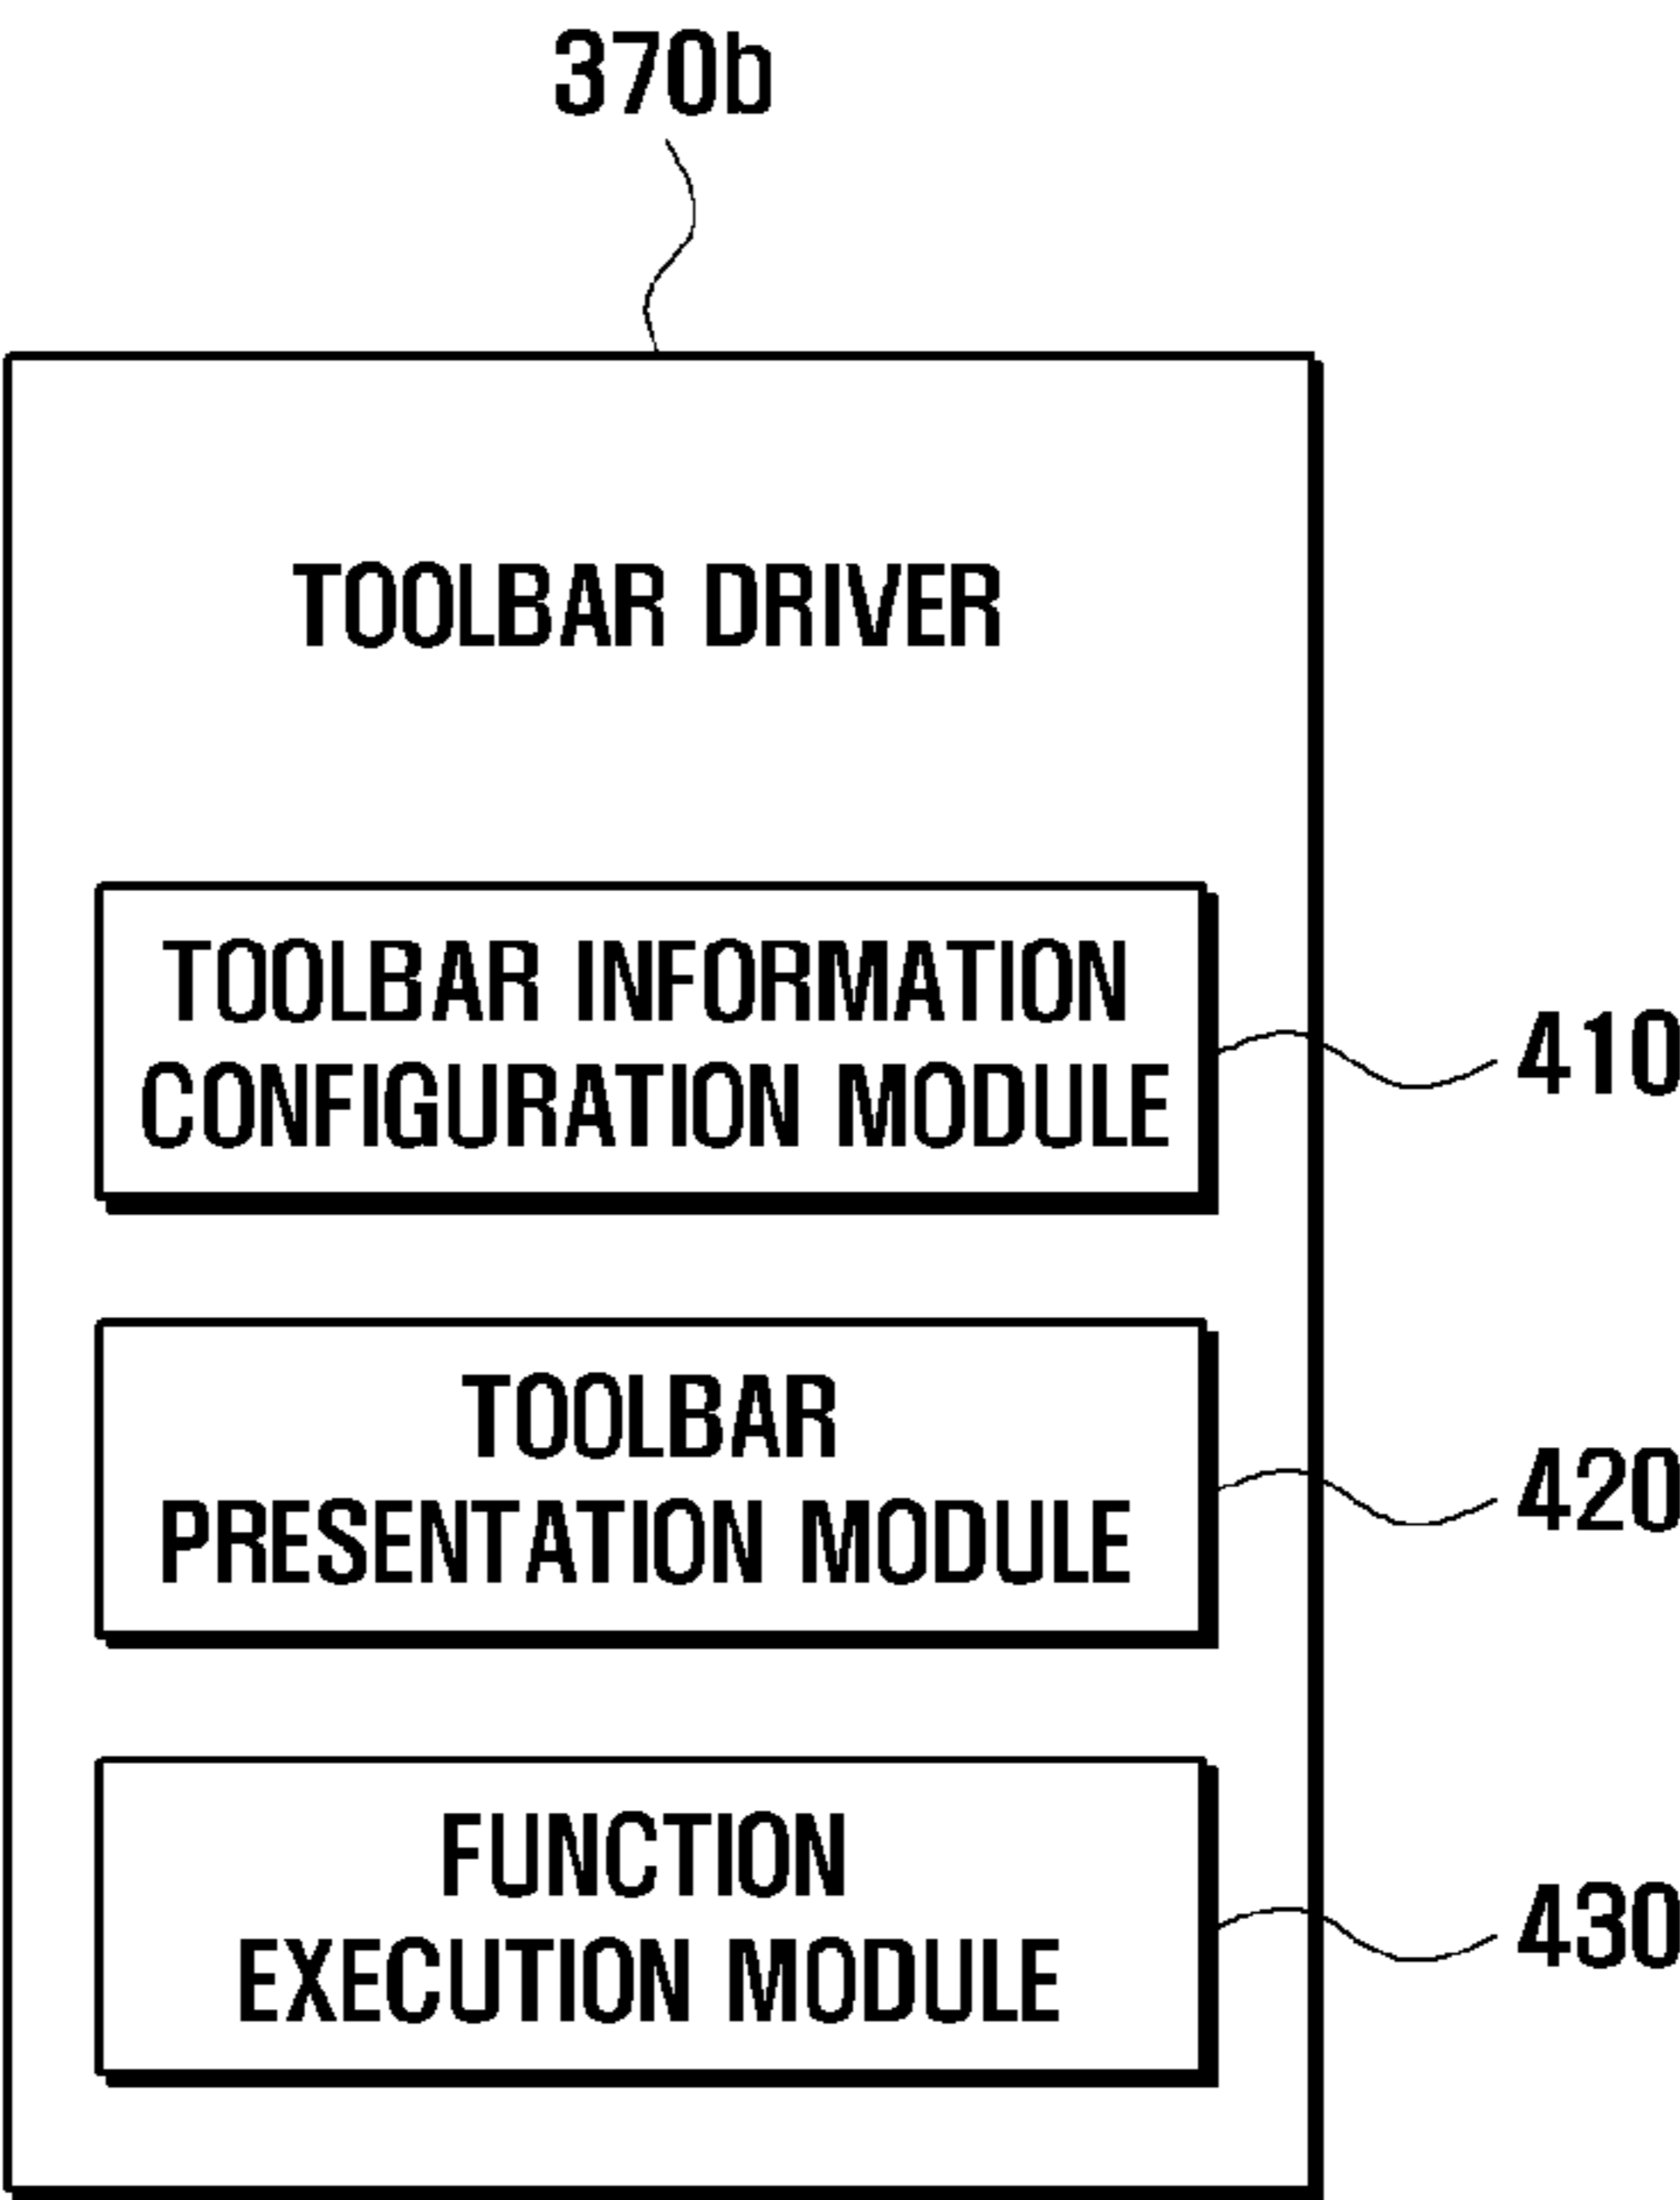 370b
TOOLBAR DRIVER
TOOLBAR INFORMATION
CONFIGURATION MODULE
410
TOOLBAR
PRESENTATION MODULE
420
FUNCTION
EXECUTION MODULE
430